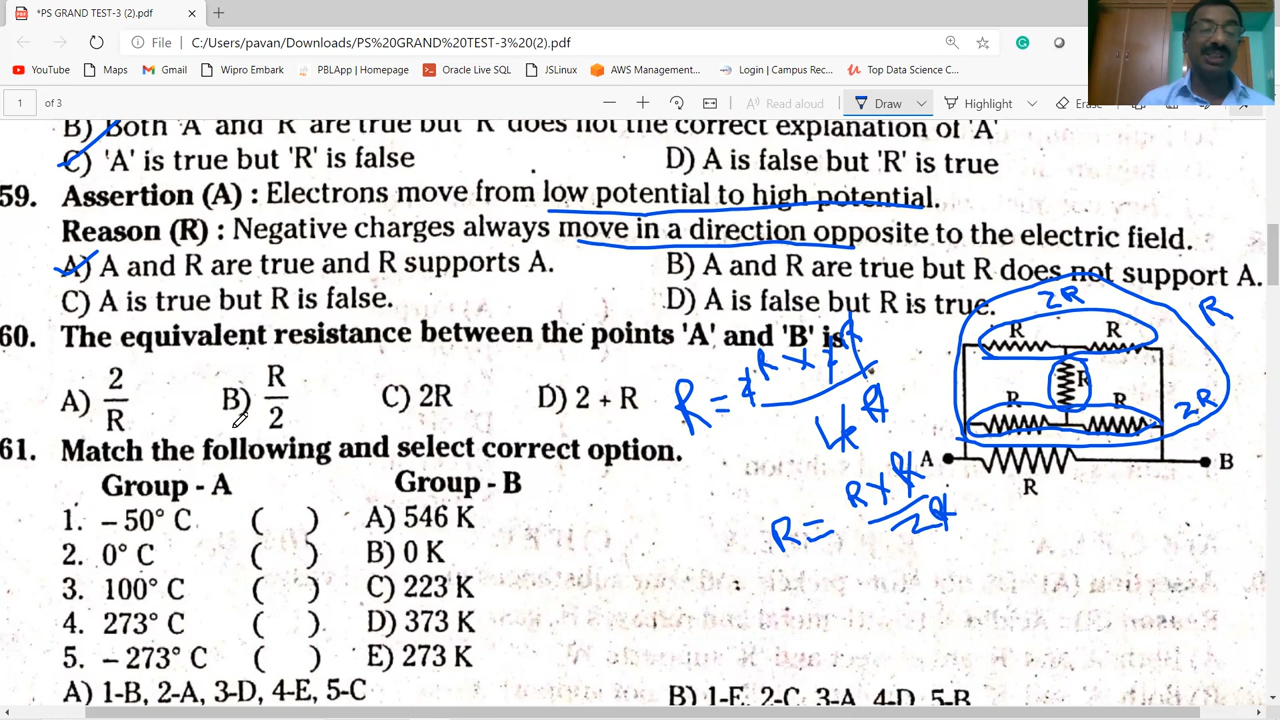 *PS GRAND TEST-3 (2).pdf
File | C:/Users/pavan/Downloads/PS%20GRAND%20TEST-3%20(2).pdf
YouTube Maps Gmail Wipro Embark PBLApp | Homepage Oracle Live SQL JSLinux AWS Management... Login | Campus Rec... Top Data Science C...
1 of 3 Read aloud Draw Highlight Erase
B) Both 'A' and 'R' are true but 'R' does not the correct explanation of 'A'
C) 'A' is true but 'R' is false D) A is false but 'R' is true
59. Assertion (A) : Electrons move from low potential to high potential.
Reason (R) : Negative charges always move in a direction opposite to the electric field.
A) A and R are true and R supports A. B) A and R are true but R does not support A.
C) A is true but R is false. D) A is false but R is true.
60. The equivalent resistance between the points 'A' and 'B' is
A) 2/R B) R/2 C) 2R D) 2 + R
2R R
R R
R
R R 2R
A B
R
R = 2R x 2R / 4R
R = R x R / 2R
61. Match the following and select correct option.
Group - A Group - B
1. – 50° C ( ) A) 546 K
2. 0° C ( ) B) 0 K
3. 100° C ( ) C) 223 K
4. 273° C ( ) D) 373 K
5. – 273° C ( ) E) 273 K
A) 1-B, 2-A, 3-D, 4-E, 5-C B) 1-E, 2-C, 3-A, 4-D, 5-B